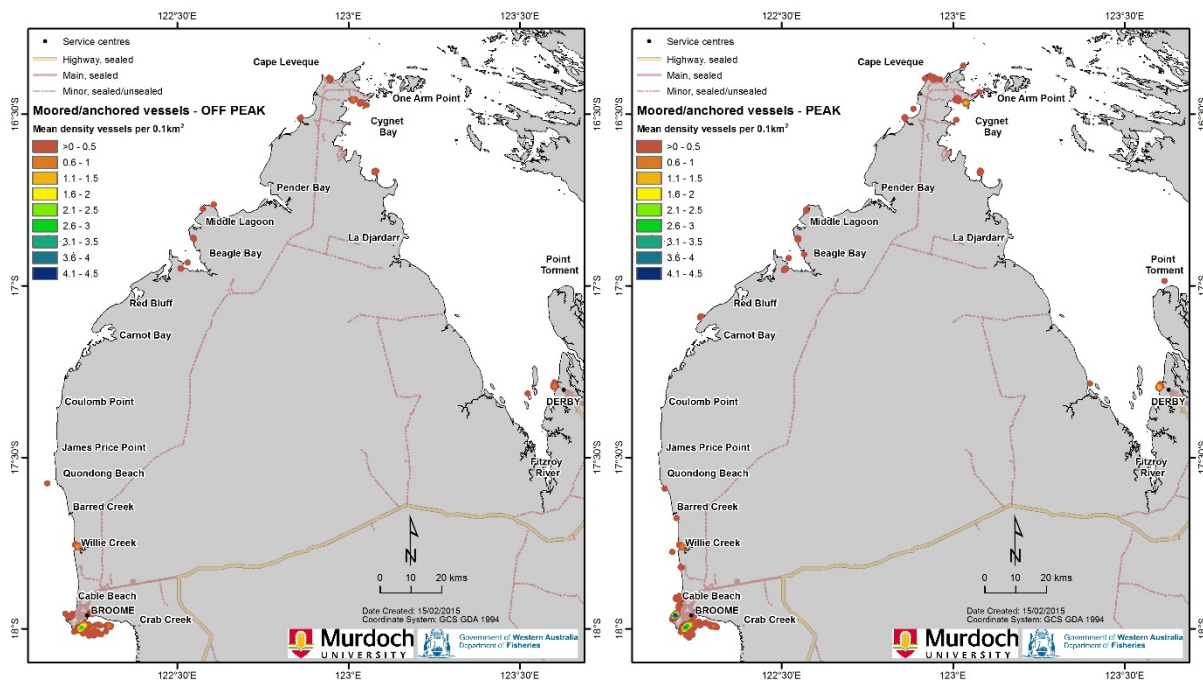 122°30'E 123°E 123°30'E
Service centres
Highway, sealed
Main, sealed
Minor, sealed/unsealed
Moored/anchored vessels - OFF PEAK
Mean density vessels per 0.1km²
>0 - 0.5
0.6 - 1
1.1 - 1.5
1.6 - 2
2.1 - 2.5
2.6 - 3
3.1 - 3.5
3.6 - 4
4.1 - 4.5
Cape Leveque
One Arm Point
Cygnet
Bay
Pender Bay
Middle Lagoon
La Djardarr
Beagle Bay
Point
Torment
Red Bluff
Carnot Bay
Coulomb Point
DERBY
James Price Point
Quondong Beach
Fitzroy
River
Barred Creek
Willie Creek
Cable Beach
BROOME
Crab Creek
N
0 10 20 kms
Date Created: 15/02/2015
Coordinate System: GCS GDA 1994
Murdoch
UNIVERSITY
Government of Western Australia
Department of Fisheries
16°30'S
17°S
17°30'S
18°S
122°30'E 123°E 123°30'E
122°30'E 123°E 123°30'E
Service centres
Highway, sealed
Main, sealed
Minor, sealed/unsealed
Moored/anchored vessels - PEAK
Mean density vessels per 0.1km²
>0 - 0.5
0.6 - 1
1.1 - 1.5
1.6 - 2
2.1 - 2.5
2.6 - 3
3.1 - 3.5
3.6 - 4
4.1 - 4.5
Cape Leveque
One Arm Point
Cygnet
Bay
Pender Bay
Middle Lagoon
La Djardarr
Beagle Bay
Point
Torment
Red Bluff
Carnot Bay
Coulomb Point
DERBY
James Price Point
Quondong Beach
Fitzroy
River
Barred Creek
Willie Creek
Cable Beach
BROOME
Crab Creek
N
0 10 20 kms
Date Created: 15/02/2015
Coordinate System: GCS GDA 1994
Murdoch
UNIVERSITY
Government of Western Australia
Department of Fisheries
16°30'S
17°S
17°30'S
18°S
122°30'E 123°E 123°30'E